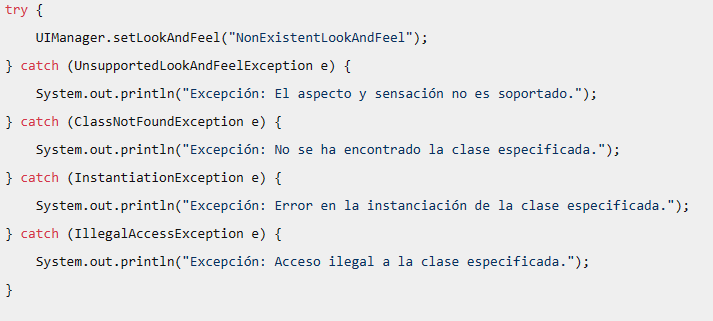 try {
UIManager.setLookAndFeel("NonExistentLookAndFeel");
} catch (UnsupportedLookAndFeelException e) {
System.out.println("Excepción: El aspecto y sensación no es soportado.");
} catch (ClassNotFoundException e) {
System.out.println("Excepción: No se ha encontrado la clase especificada.");
} catch (InstantiationException e) {
System.out.println("Excepción: Error en la instanciación de la clase especificada.");
} catch (IllegalAccessException e) {
System.out.println("Excepción: Acceso ilegal a la clase especificada.");
}